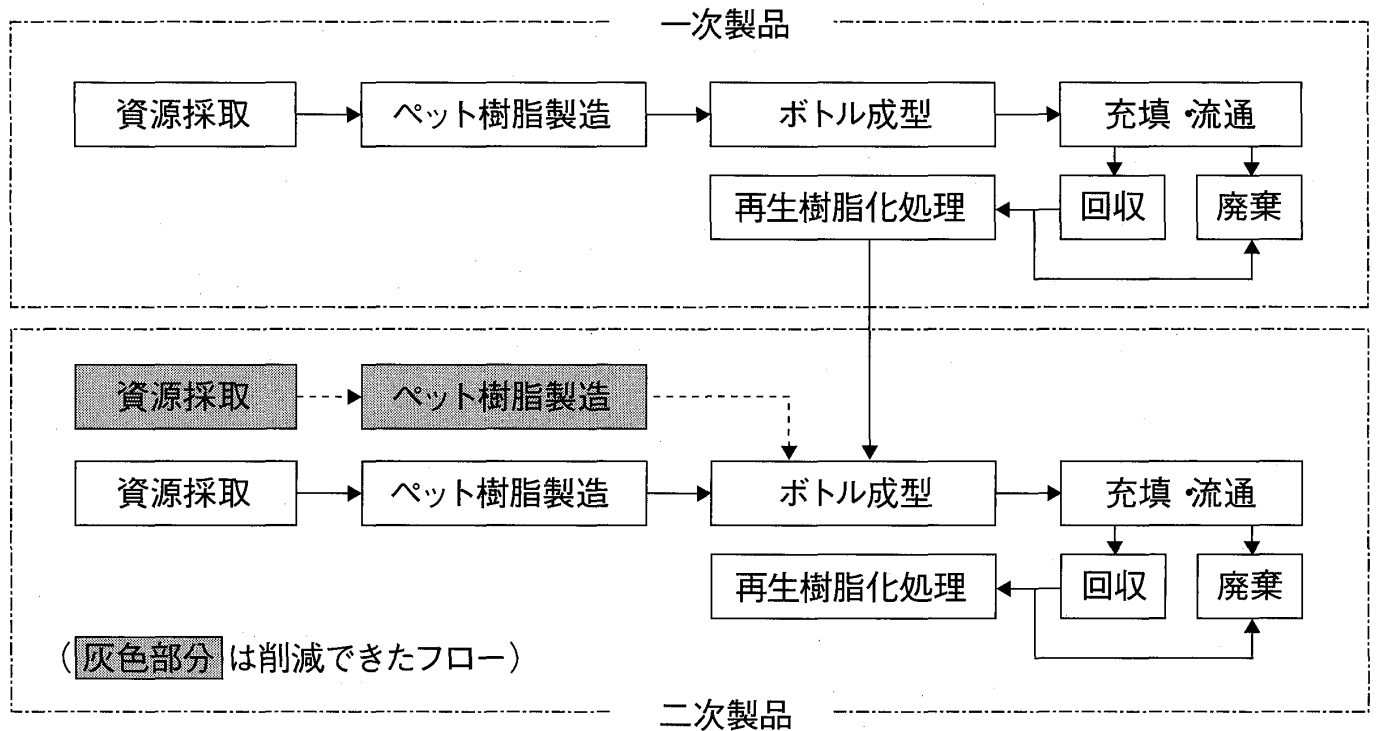 一次製品
資源採取
ペット樹脂製造
ボトル成型
充填・流通
再生樹脂化処理
回収
廃棄
資源採取
ペット樹脂製造
資源採取
ペット樹脂製造
ボトル成型
充填・流通
再生樹脂化処理
回収
廃棄
（灰色部分は削減できたフロー）
二次製品